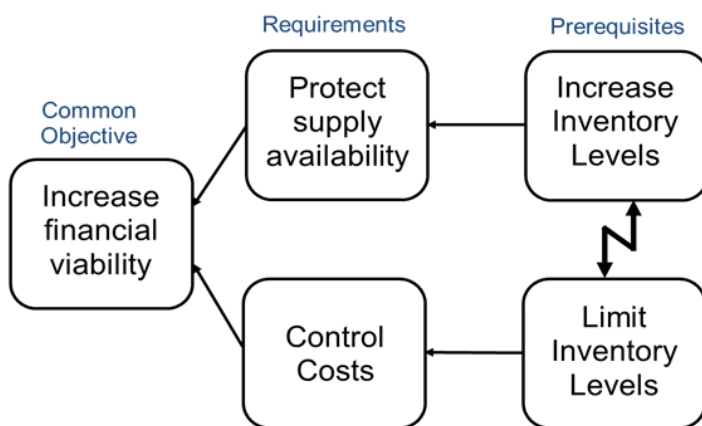 Requirements
Prerequisites
Common
Objective
Protect
supply
availability
Increase
Inventory
Levels
Increase
financial
viability
Control
Costs
Limit
Inventory
Levels